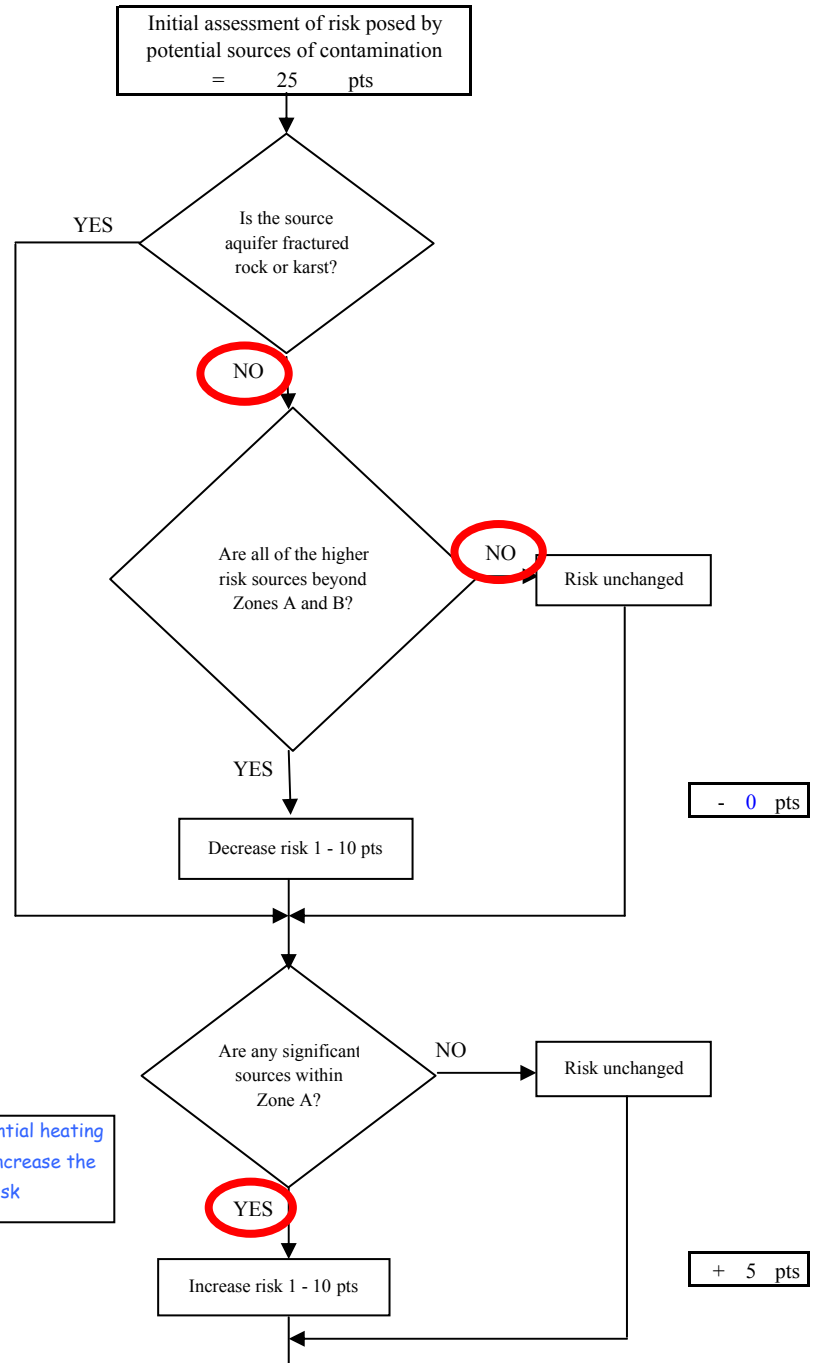 Initial assessment of risk posed by
potential sources of contamination
= 25 pts
YES
Is the source
aquifer fractured
rock or karst?
NO
Are all of the higher
risk sources beyond
Zones A and B?
NO
Risk unchanged
YES
- 0 pts
Decrease risk 1 - 10 pts
Are any significant
sources within
Zone A?
NO
Risk unchanged
heating
increase the
YES
+ 5 pts
Increase risk 1 - 10 pts